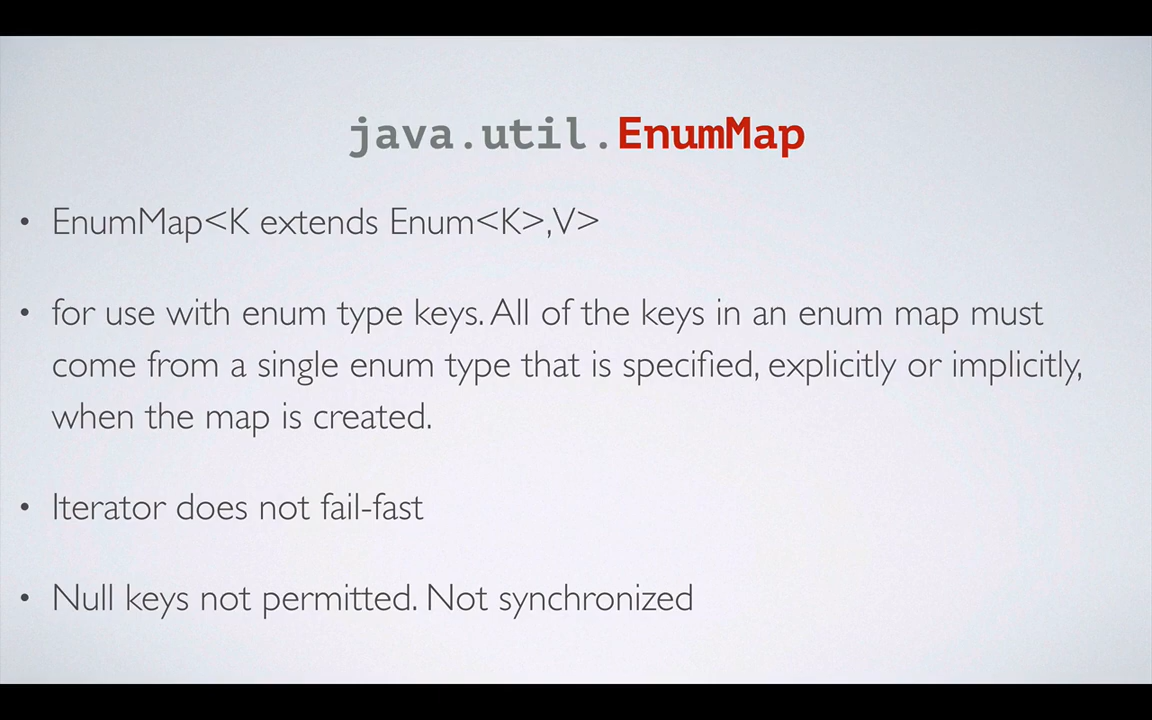 java.util.EnumMap
• EnumMap<K extends Enum<K>,V>
• for use with enum type keys. All of the keys in an enum map must
come from a single enum type that is specified, explicitly or implicitly,
when the map is created.
• Iterator does not fail-fast
• Null keys not permitted. Not synchronized